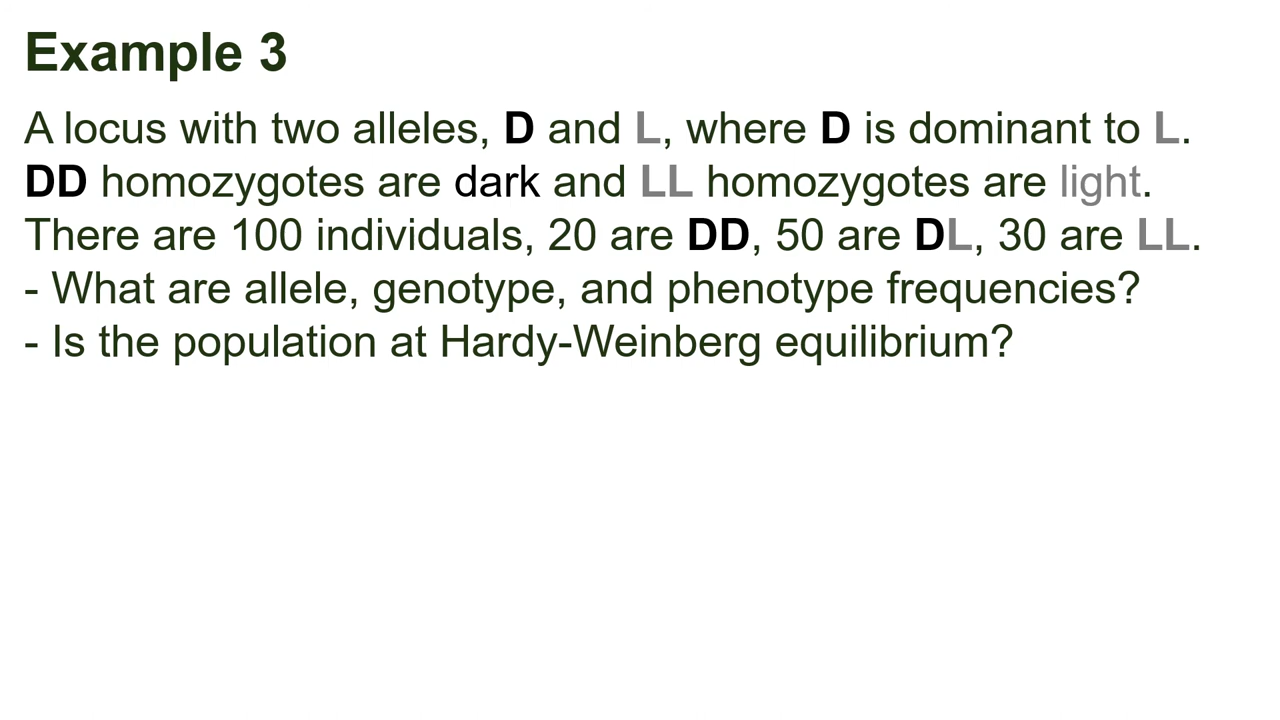 Example 3
A locus with two alleles, D and L, where D is dominant to L.
DD homozygotes are dark and LL homozygotes are light.
There are 100 individuals, 20 are DD, 50 are DL, 30 are LL.
- What are allele, genotype, and phenotype frequencies?
- Is the population at Hardy-Weinberg equilibrium?